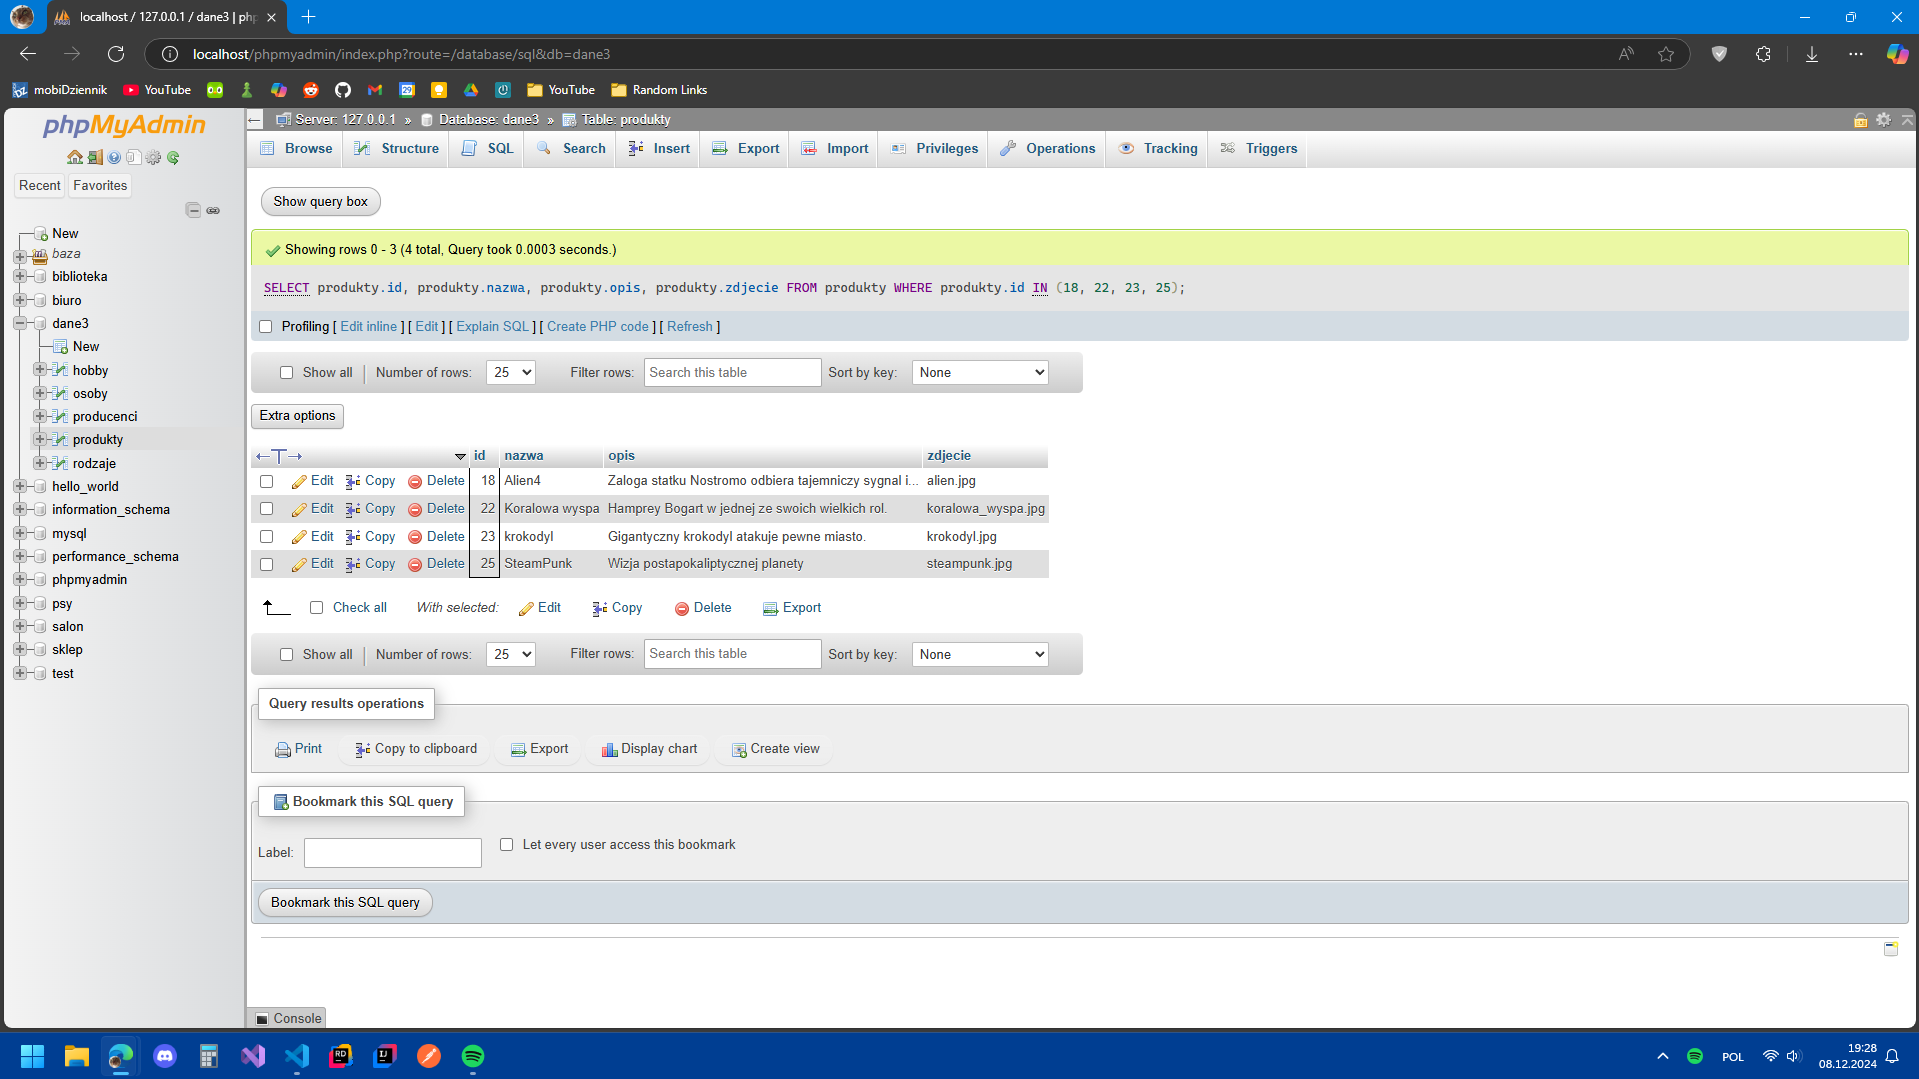 localhost / 127.0.0.1 / dane3 | php
localhost/phpmyadmin/index.php?route=/database/sql&db=dane3
mobiDziennik YouTube YouTube Random Links
phpMyAdmin
Recent Favorites
New
baza
biblioteka
biuro
dane3
New
hobby
osoby
producenci
produkty
rodzaje
hello_world
information_schema
mysql
performance_schema
phpmyadmin
psy
salon
sklep
test
Server: 127.0.0.1 » Database: dane3 » Table: produkty
Browse Structure SQL Search Insert Export Import Privileges Operations Tracking Triggers
Show query box
Showing rows 0 - 3 (4 total, Query took 0.0003 seconds.)
SELECT produkty.id, produkty.nazwa, produkty.opis, produkty.zdjecie FROM produkty WHERE produkty.id IN (18, 22, 23, 25);
Profiling [ Edit inline ] [ Edit ] [ Explain SQL ] [ Create PHP code ] [ Refresh ]
Show all Number of rows: 25 Filter rows: Search this table Sort by key: None
Extra options
←T→ id nazwa opis zdjecie
Edit Copy Delete 18 Alien4 Zaloga statku Nostromo odbiera tajemniczy sygnal i... alien.jpg
Edit Copy Delete 22 Koralowa wyspa Hamprey Bogart w jednej ze swoich wielkich rol. koralowa_wyspa.jpg
Edit Copy Delete 23 krokodyl Gigantyczny krokodyl atakuje pewne miasto. krokodyl.jpg
Edit Copy Delete 25 SteamPunk Wizja postapokaliptycznej planety steampunk.jpg
Check all With selected: Edit Copy Delete Export
Show all Number of rows: 25 Filter rows: Search this table Sort by key: None
Query results operations
Print Copy to clipboard Export Display chart Create view
Bookmark this SQL query
Label: Let every user access this bookmark
Bookmark this SQL query
Console
POL 19:28
08.12.2024